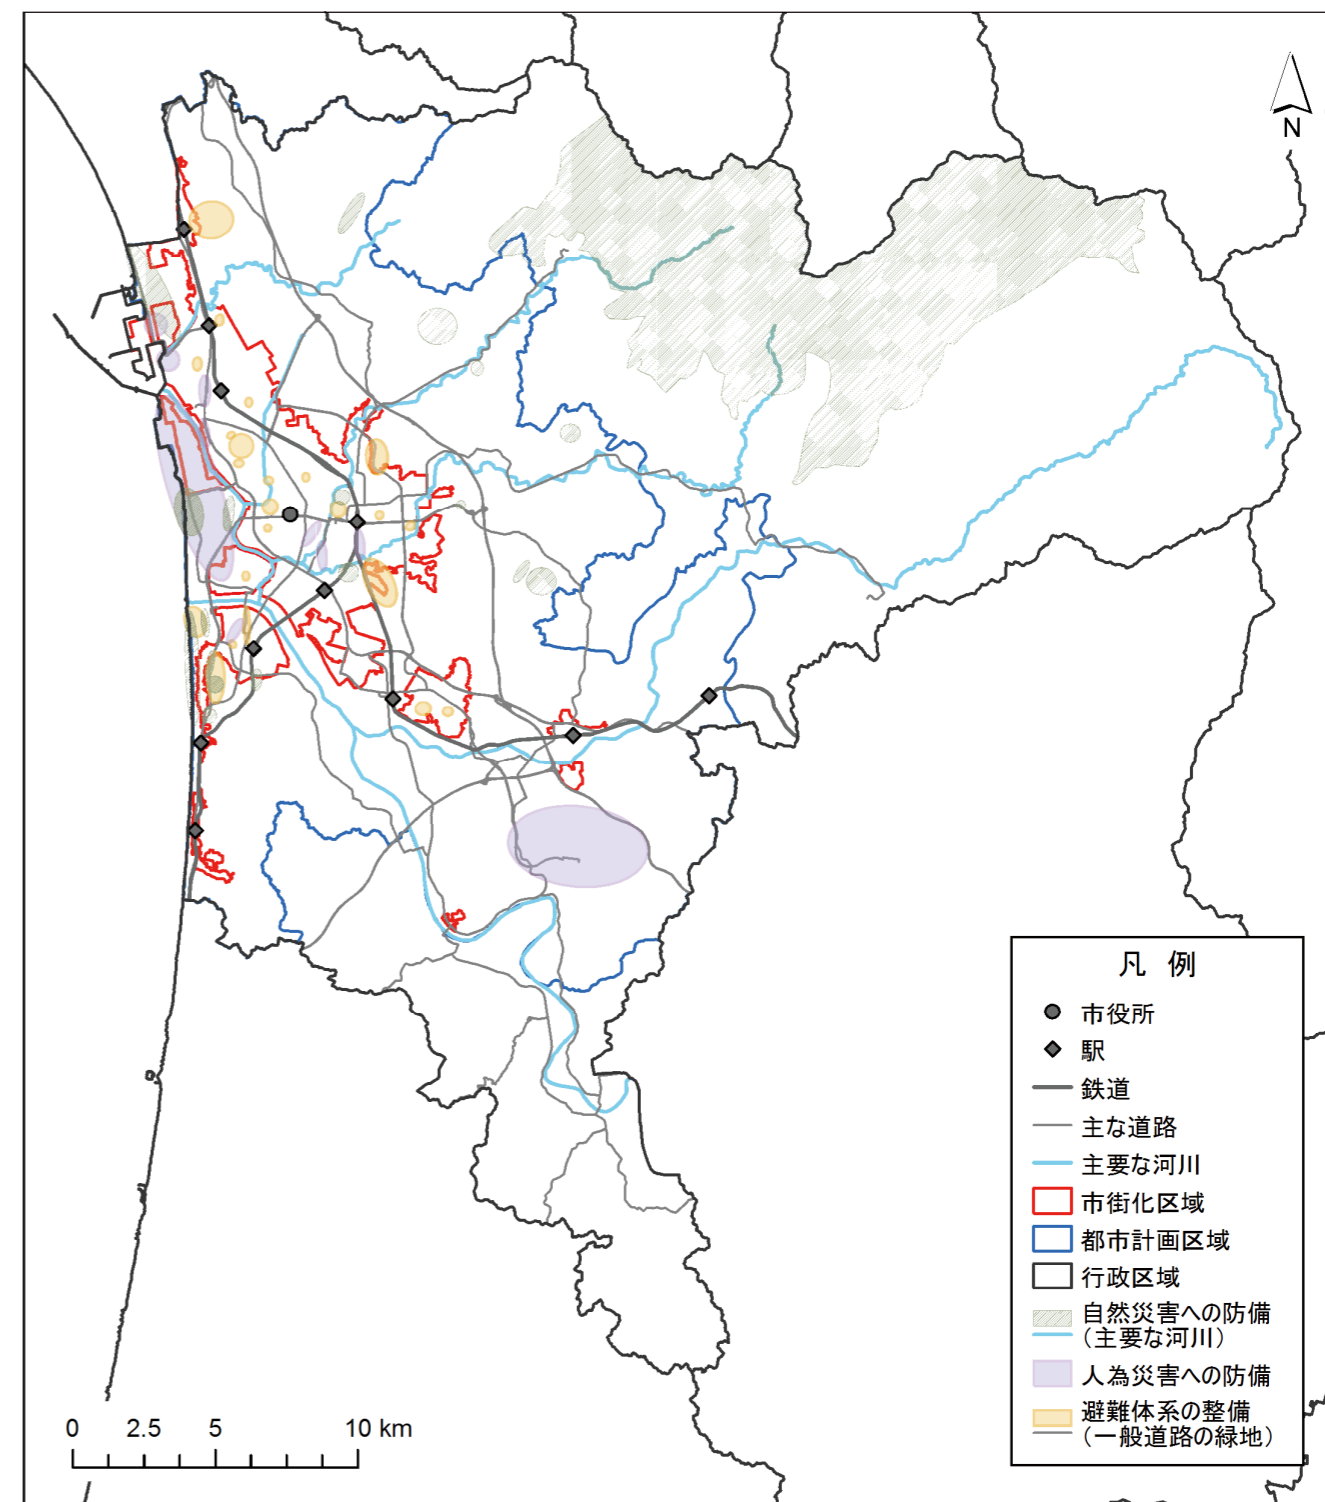 N
凡 例
市役所
駅
鉄道
主な道路
主要な河川
市街化区域
都市計画区域
行政区域
自然災害への防備
（主要な河川）
人為災害への防備
避難体系の整備
（一般道路の緑地）
0 2.5 5 10 km